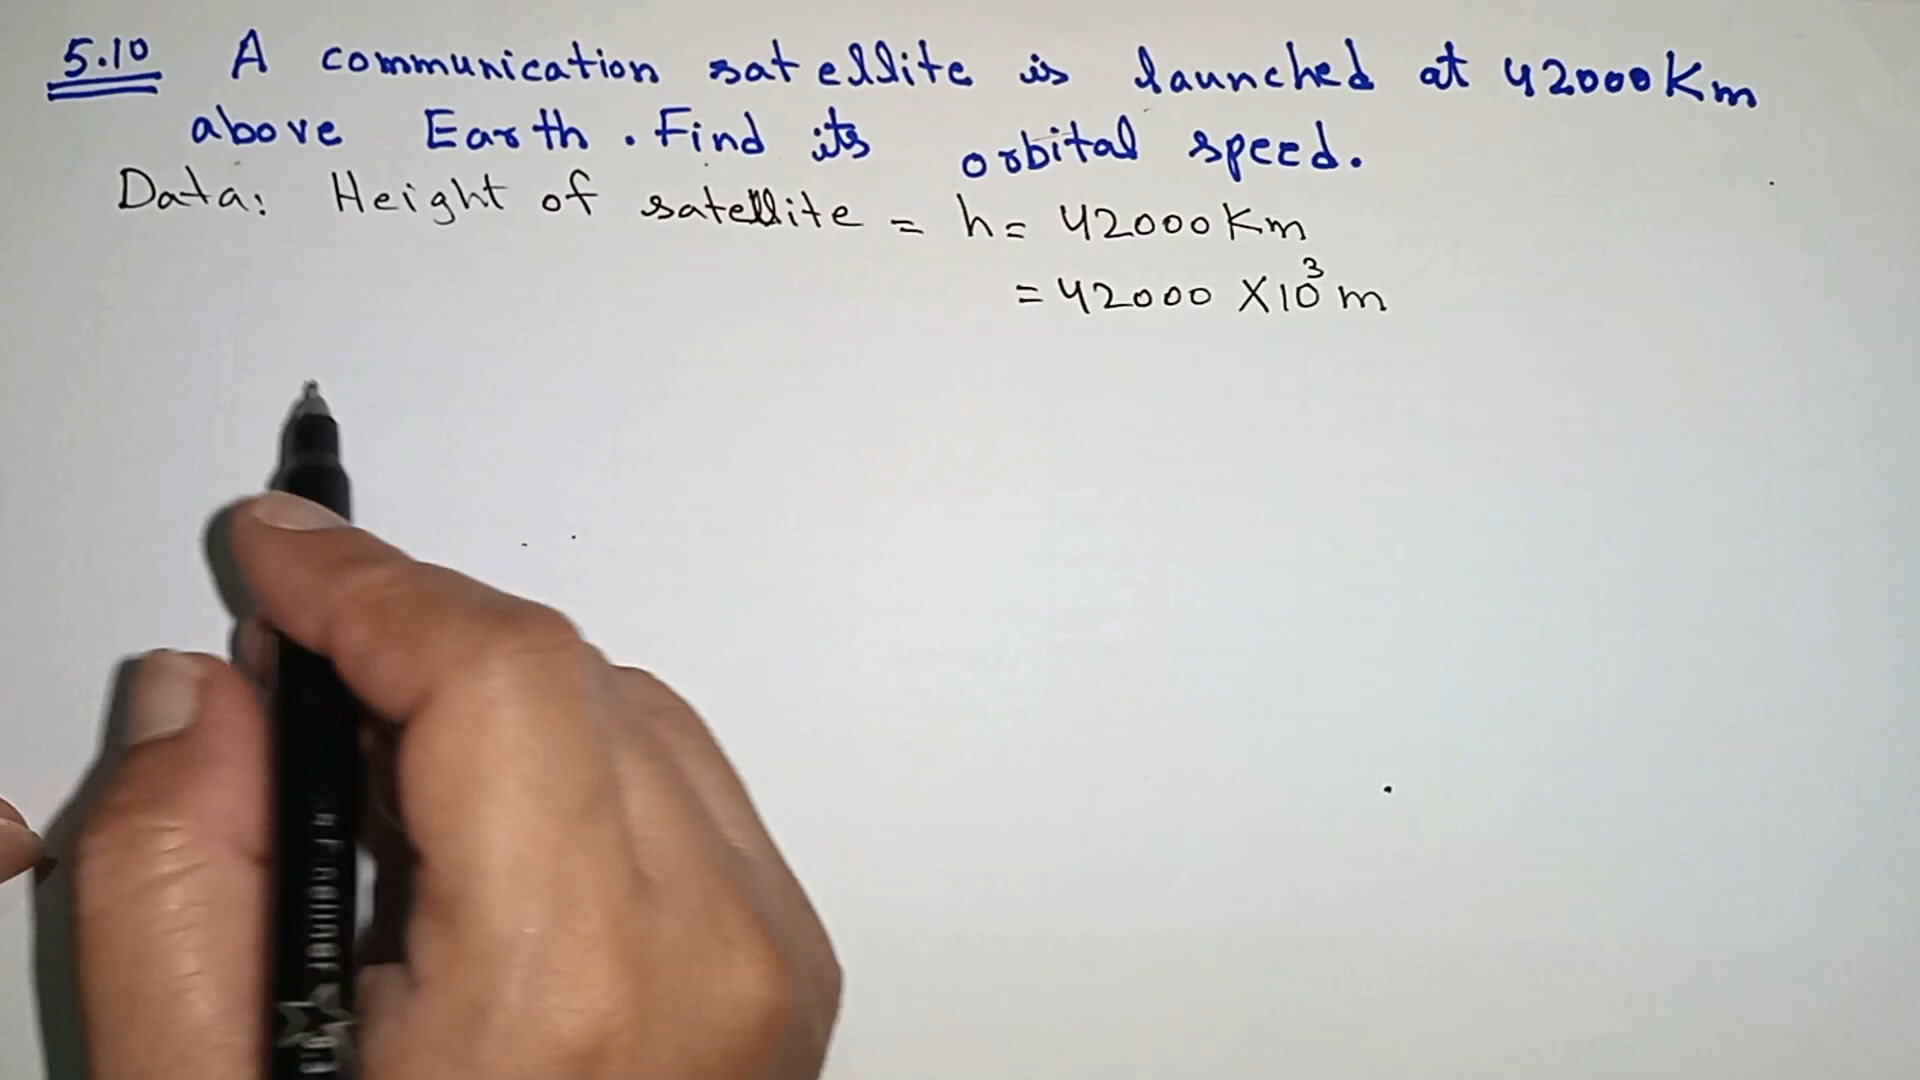 5.10 A communication satellite is launched at 42000 Km
above Earth. Find its orbital speed.
Data: Height of satellite = h = 42000 Km
= 42000 X10³ m